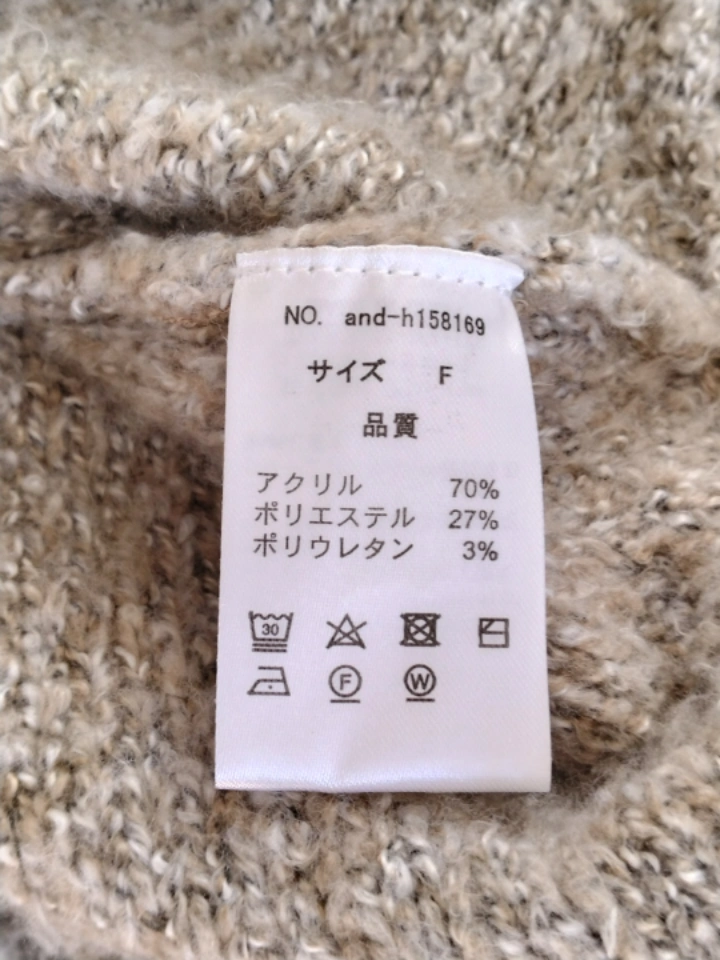 NO. and-h158169
サイズ F
品質
アクリル 70%
ポリエステル 27%
ポリウレタン 3%
30
F W